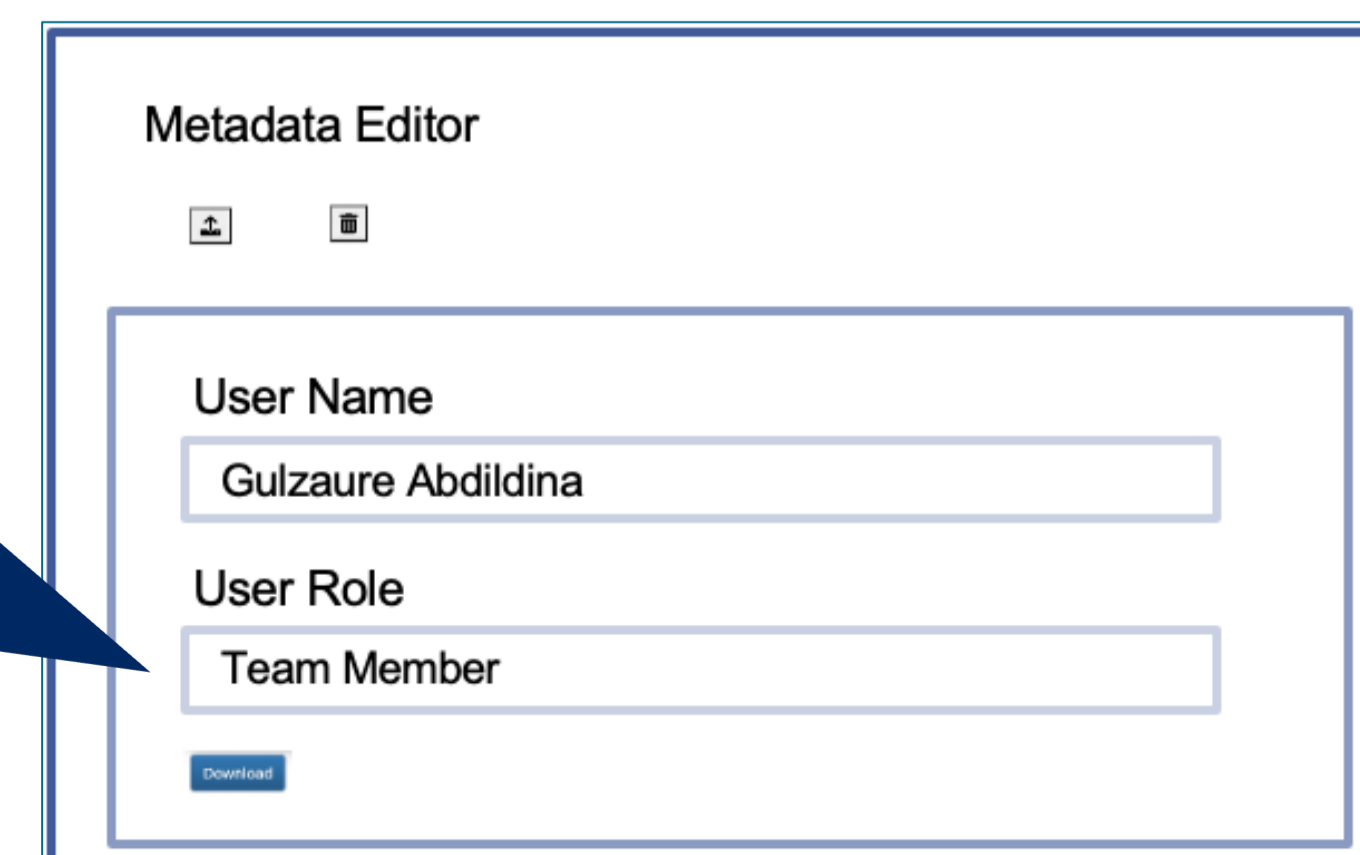 Metadata Editor
User Name
Gulzaure Abdildina
User Role
Team Member
Download